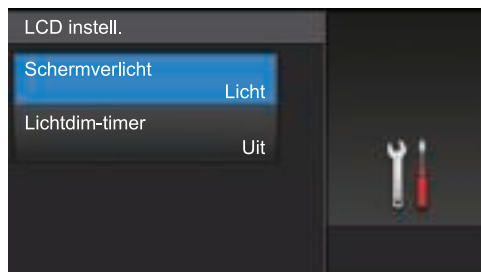 LCD instell.
Schermverlicht
Licht
Lichtdim-timer
Uit